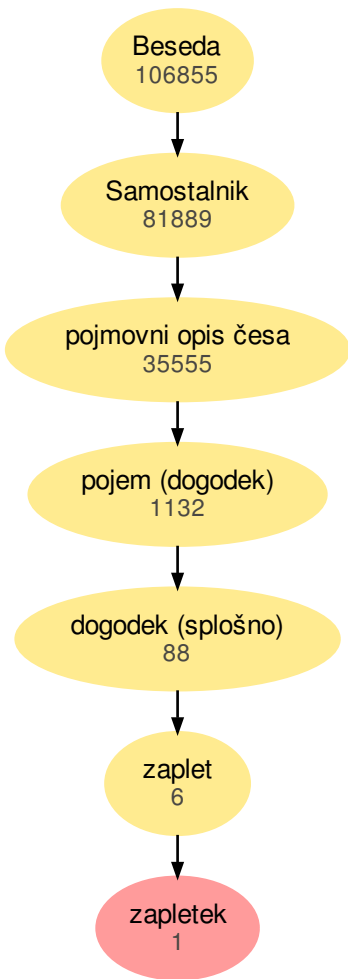 Beseda
106855
Samostalnik
81889
pojmovni opis česa
35555
pojem (dogodek)
1132
dogodek (splošno)
88
zaplet
6
zapletek
1